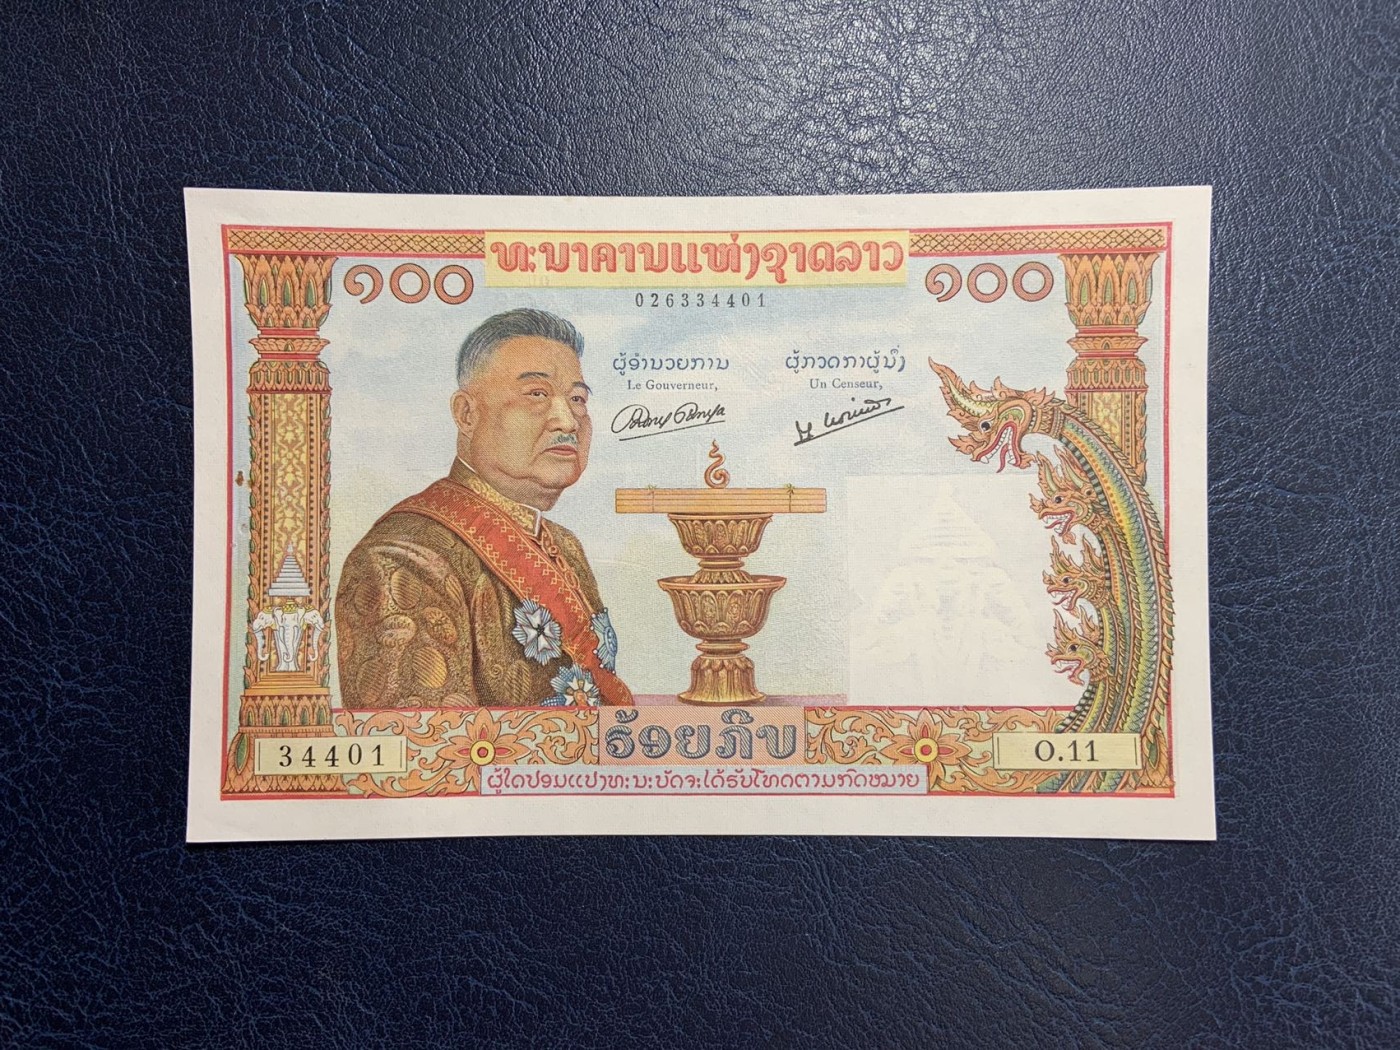 ທະນາຄານແຫ່ງຊາດລາວ
໑໐໐
໑໐໐
026334401
ຜູ້ອຳນວຍການ
Le Gouverneur,
ຜູ້ກວດກາຜູ້ນຶ່ງ
Un Censeur,
ຮ້ອຍກີບ
34401
O.11
ຜູ້ໃດປອມແປງທະນະບັດຈະໄດ້ຮັບໂທດຕາມກົດໝາຍ